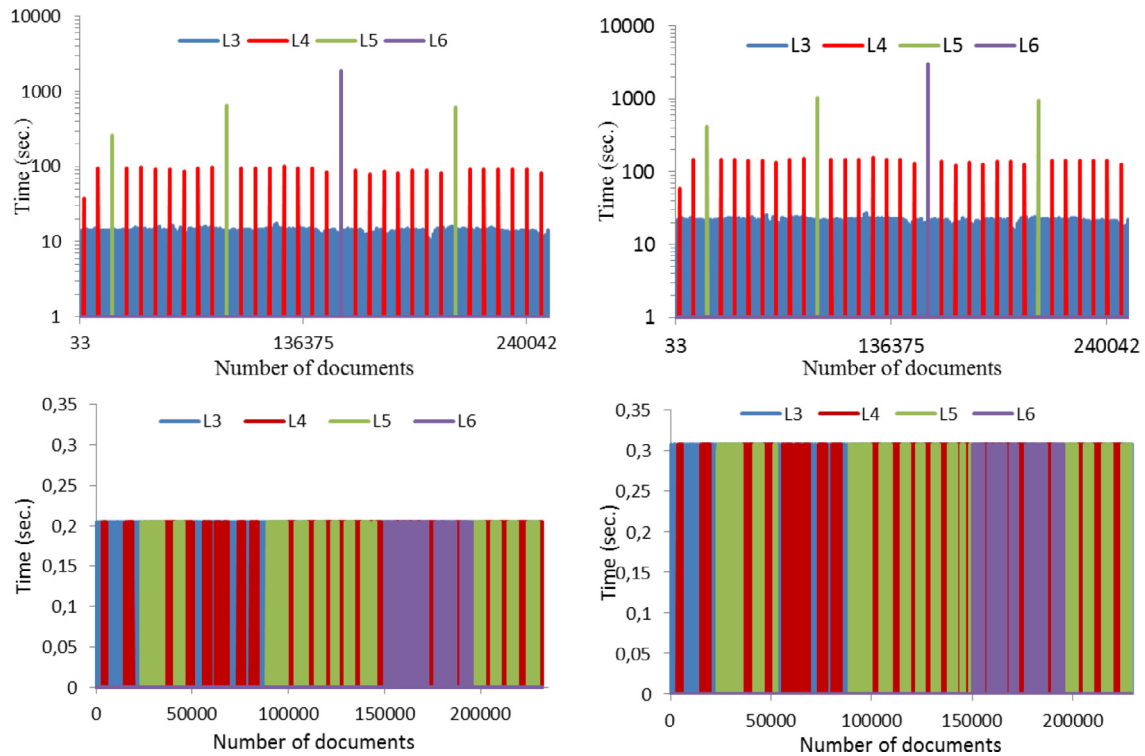 10000
L3 L4 L5 L6
1000
100
10
1
Time (sec.)
33 136375 240042
Number of documents
10000
L3 L4 L5 L6
1000
100
10
1
Time (sec.)
33 136375 240042
Number of documents
0,35
L3 L4 L5 L6
0,3
0,25
0,2
0,15
0,1
0,05
0
Time (sec.)
0 50000 100000 150000 200000
Number of documents
0,35
L3 L4 L5 L6
0,3
0,25
0,2
0,15
0,1
0,05
0
Time (sec.)
0 50000 100000 150000 200000
Number of documents